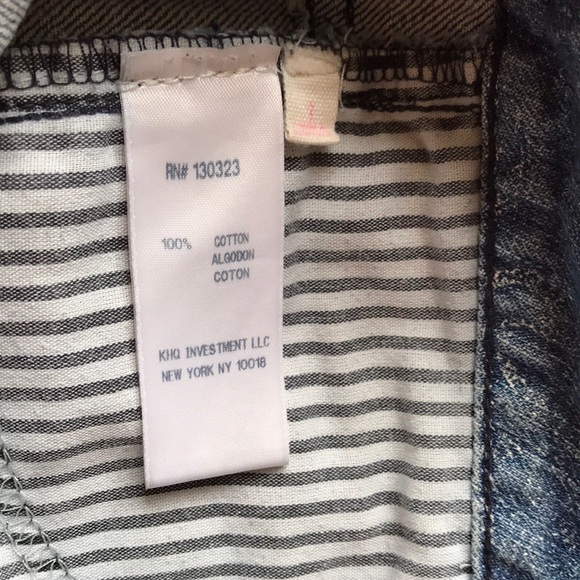 RN# 130323
100% COTTON
ALGODON
COTON
KHQ INVESTMENT LLC
NEW YORK NY 10018